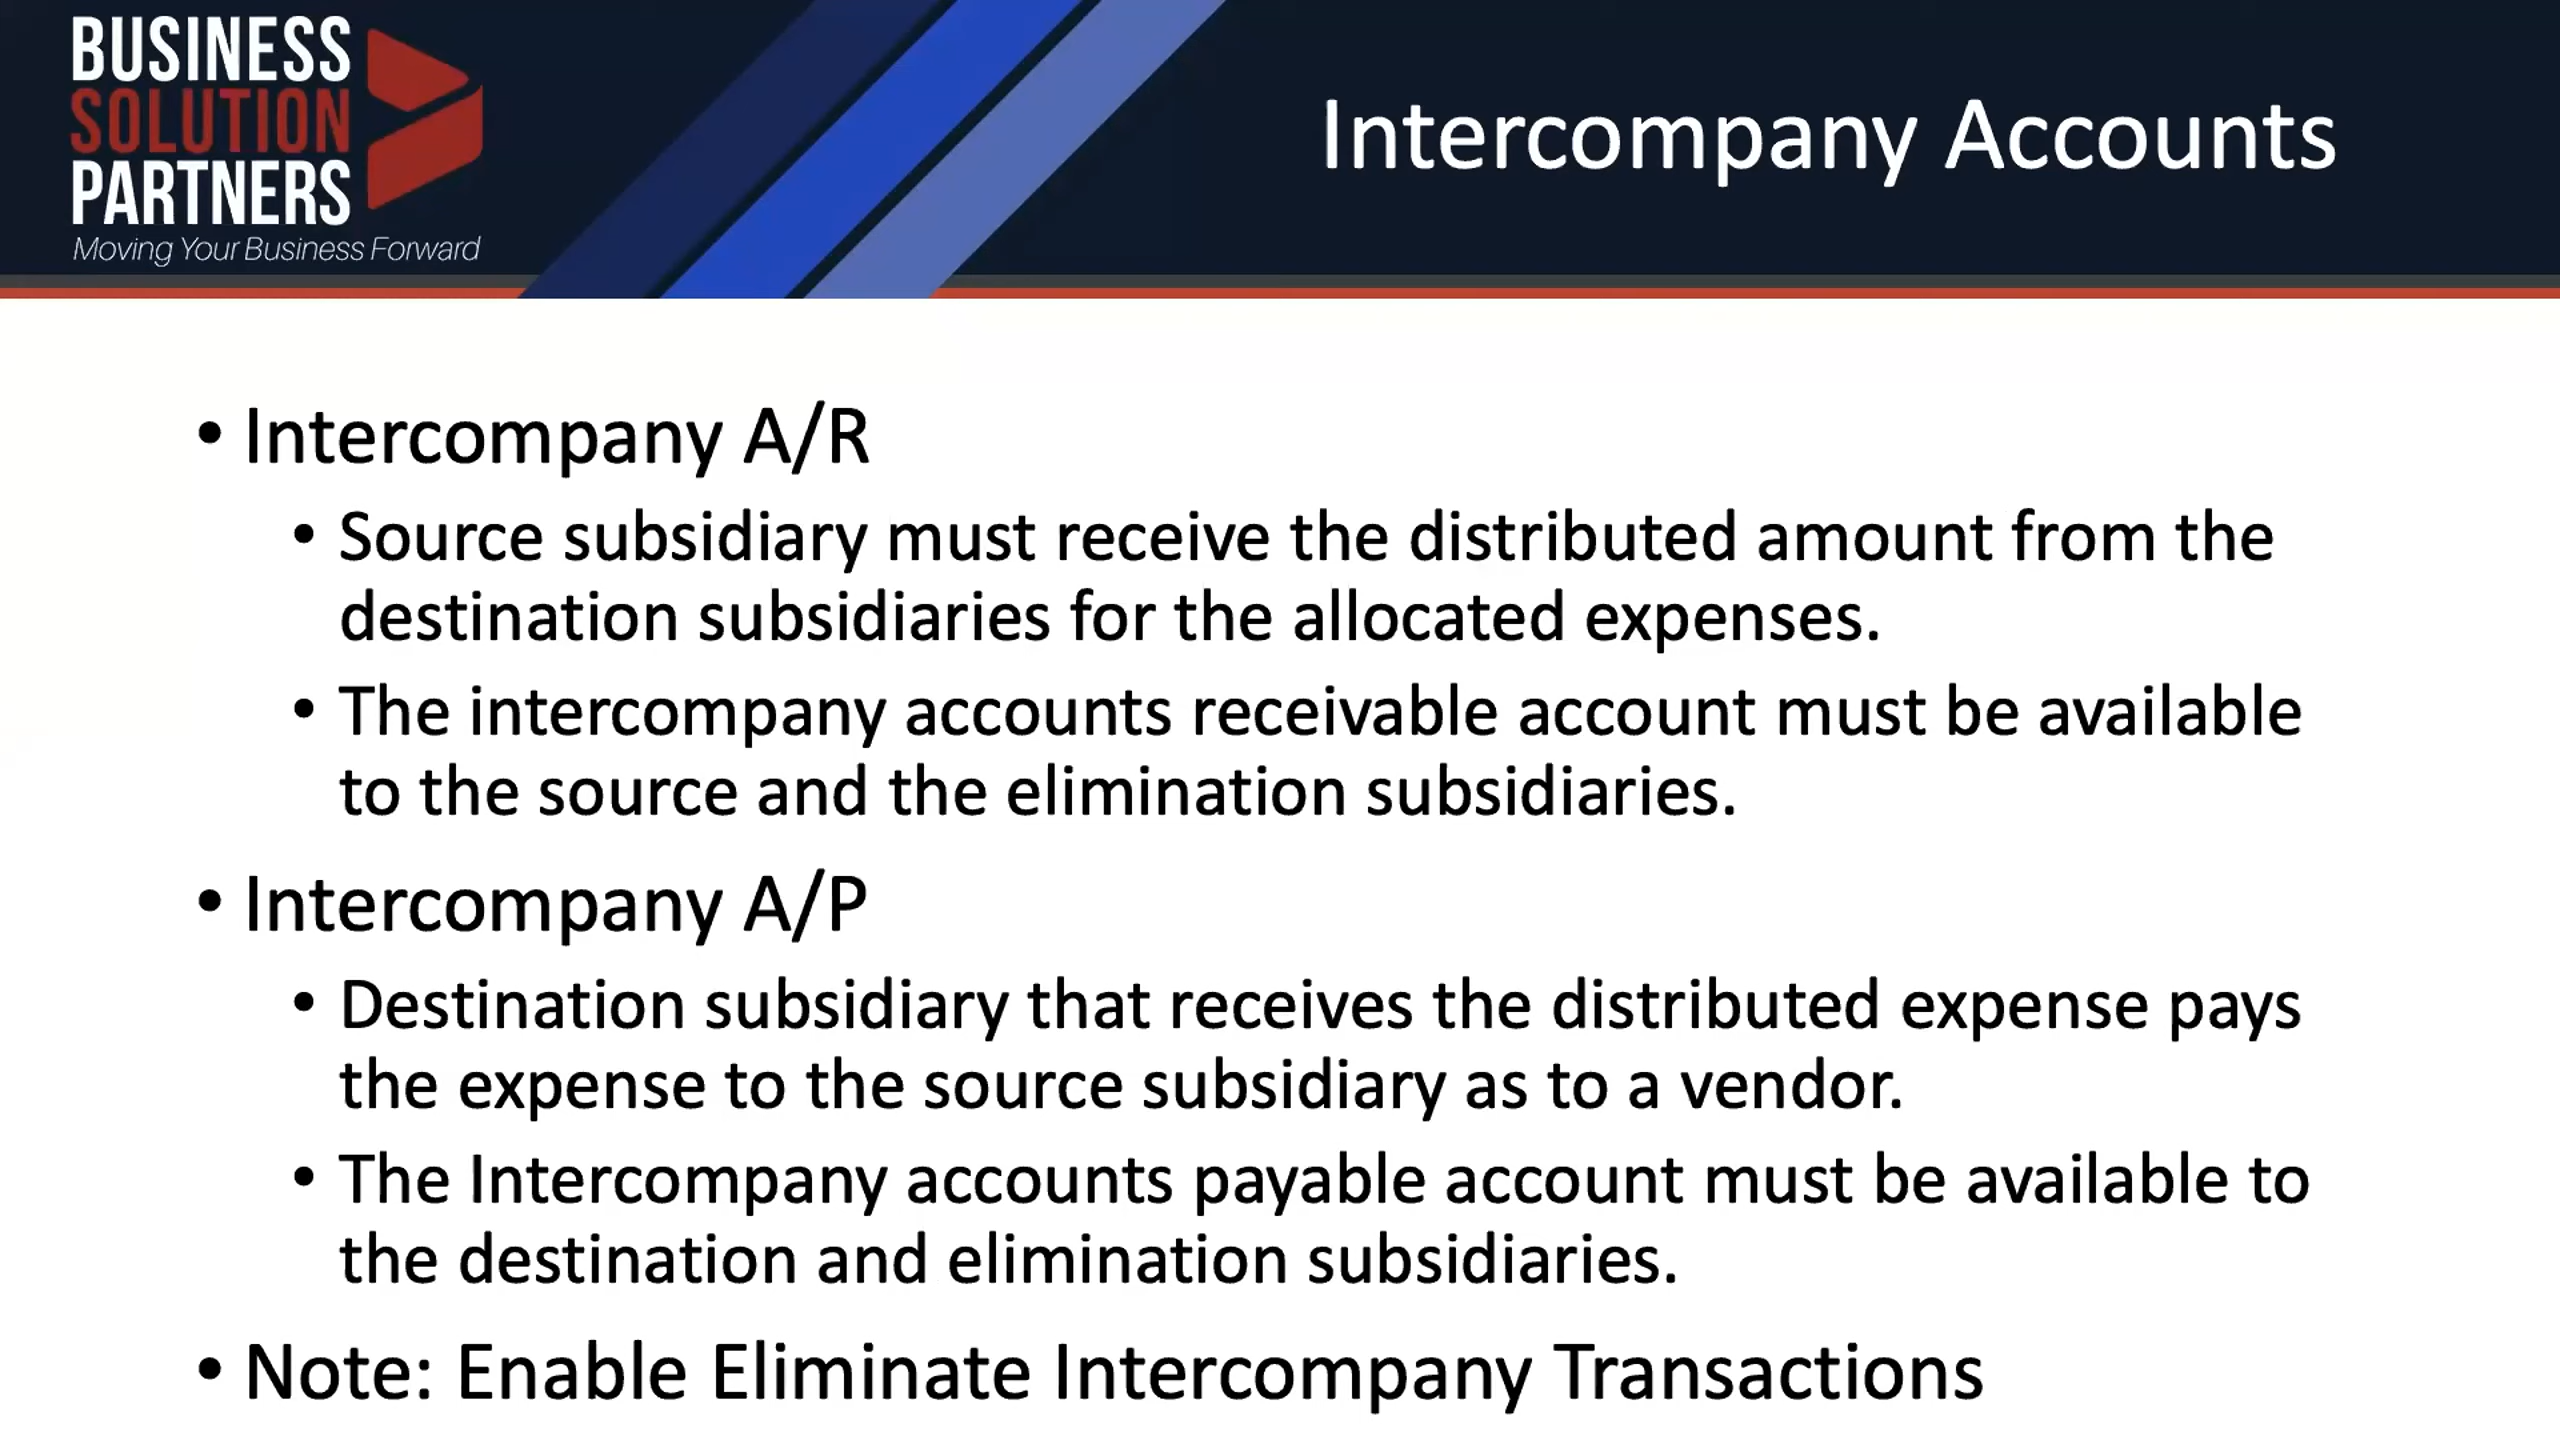 BUSINESS
SOLUTION
PARTNERS
Moving Your Business Forward
Intercompany Accounts
• Intercompany A/R
• Source subsidiary must receive the distributed amount from the
destination subsidiaries for the allocated expenses.
• The intercompany accounts receivable account must be available
to the source and the elimination subsidiaries.
• Intercompany A/P
• Destination subsidiary that receives the distributed expense pays
the expense to the source subsidiary as to a vendor.
• The Intercompany accounts payable account must be available to
the destination and elimination subsidiaries.
• Note: Enable Eliminate Intercompany Transactions